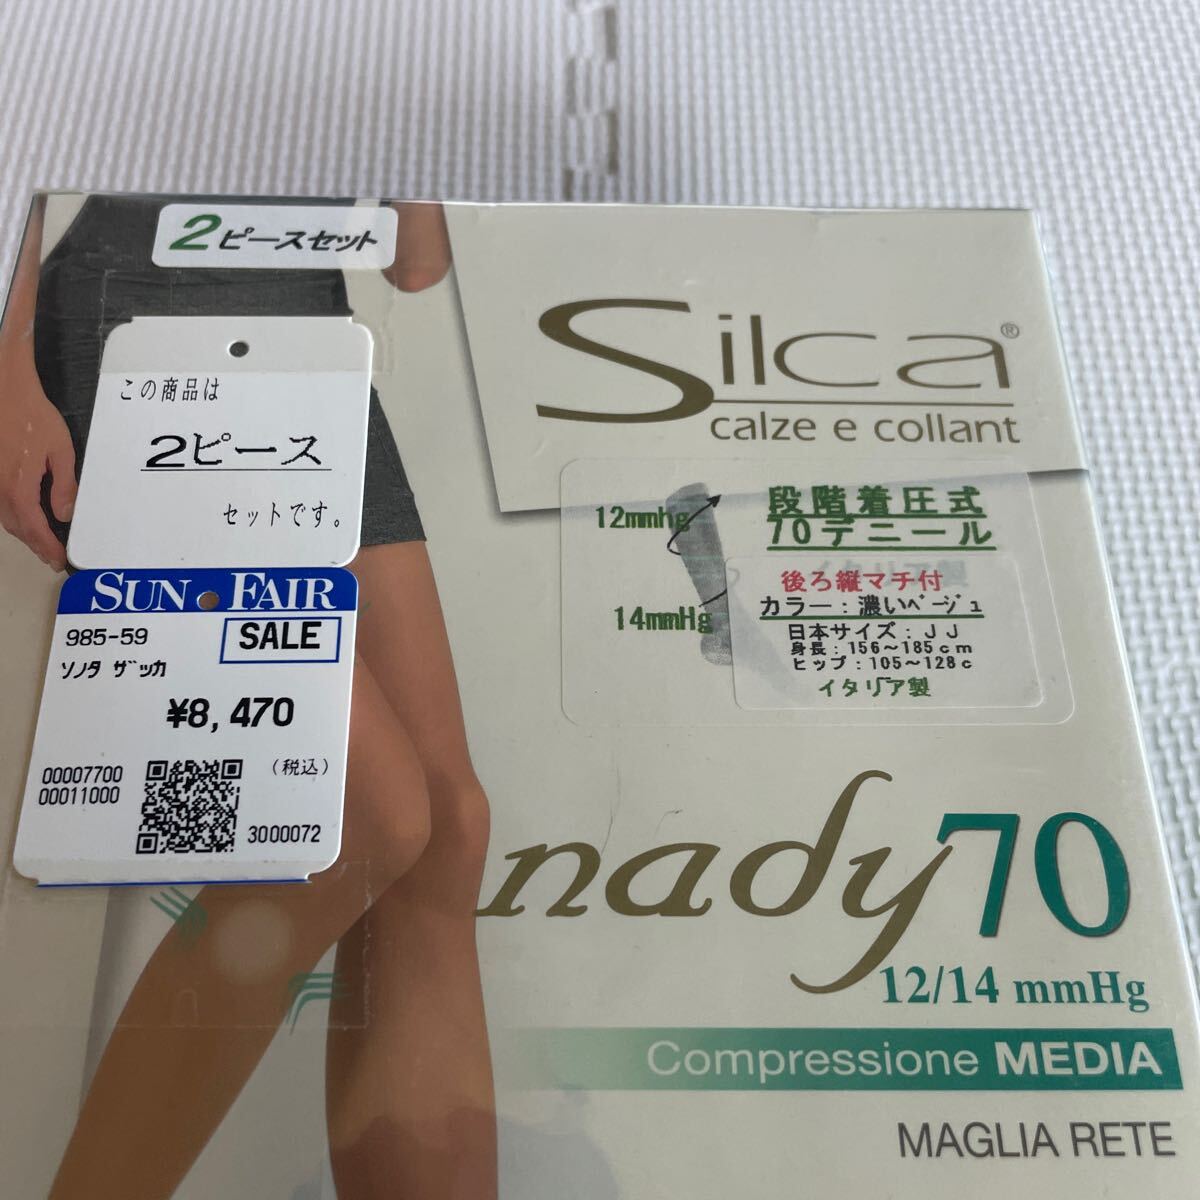 2ピースセット
この商品は
2ピース
セットです。
SUN FAIR
985-59
SALE
ソノタ ザッカ
¥8,470
(税込)
00007700
00011000
3000072
Silca®
calze e collant
段階着圧式
70デニール
12mmhg
14mmHg
後ろ縦マチ付
カラー：濃いベージュ
日本サイズ：JJ
身長：156～185cm
ヒップ：105～128c
イタリア製
nady70
12/14 mmHg
Compressione MEDIA
MAGLIA RETE